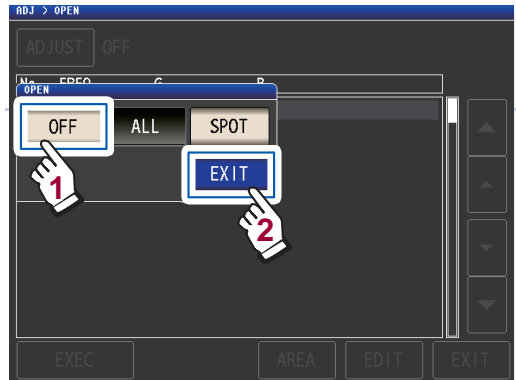 ADJ > OPEN
ADJUST OFF
No. FREQ G B
OPEN
OFF ALL SPOT
EXIT
1
2
EXEC AREA EDIT EXIT